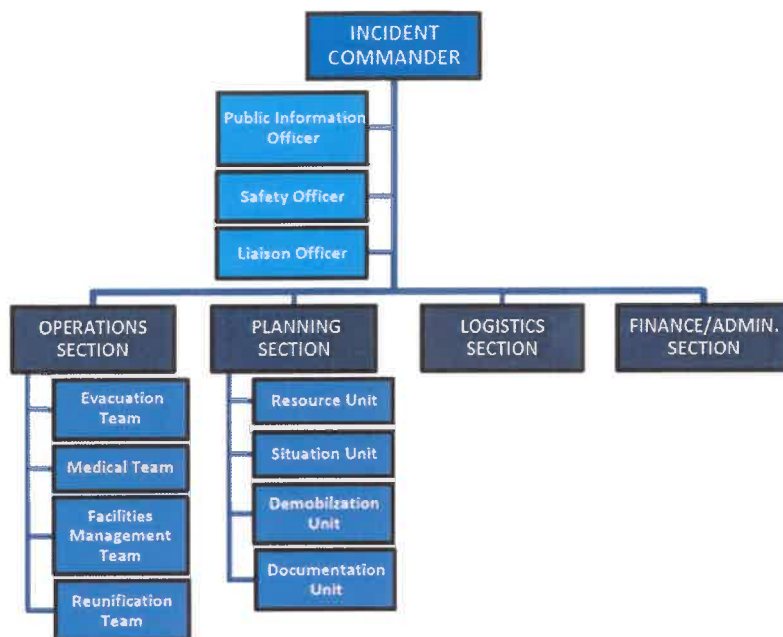 INCIDENT
COMMANDER
Public Information
Officer
Safety Officer
Liaison Officer
OPERATIONS
SECTION
PLANNING
SECTION
LOGISTICS
SECTION
FINANCE/ADMIN.
SECTION
Evacuation
Team
Medical Team
Facilities
Management
Team
Reunification
Team
Resource Unit
Situation Unit
Demobilzation
Unit
Documentation
Unit